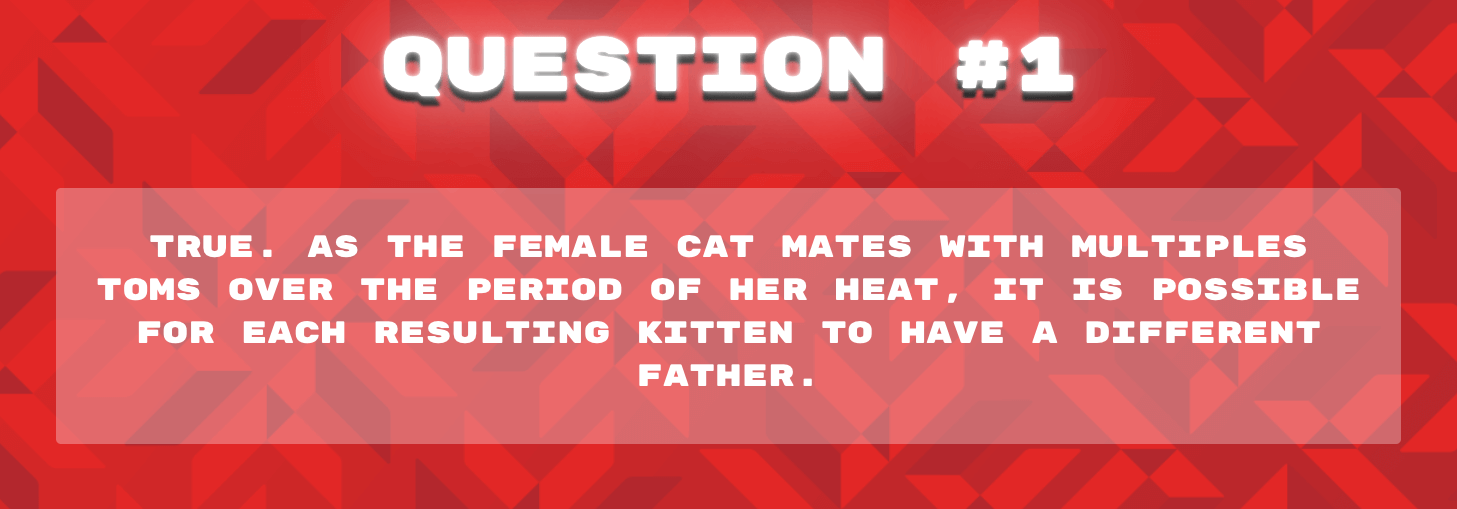 QUESTION #1
TRUE. AS THE FEMALE CAT MATES WITH MULTIPLES
TOMS OVER THE PERIOD OF HER HEAT, IT IS POSSIBLE
FOR EACH RESULTING KITTEN TO HAVE A DIFFERENT
FATHER.